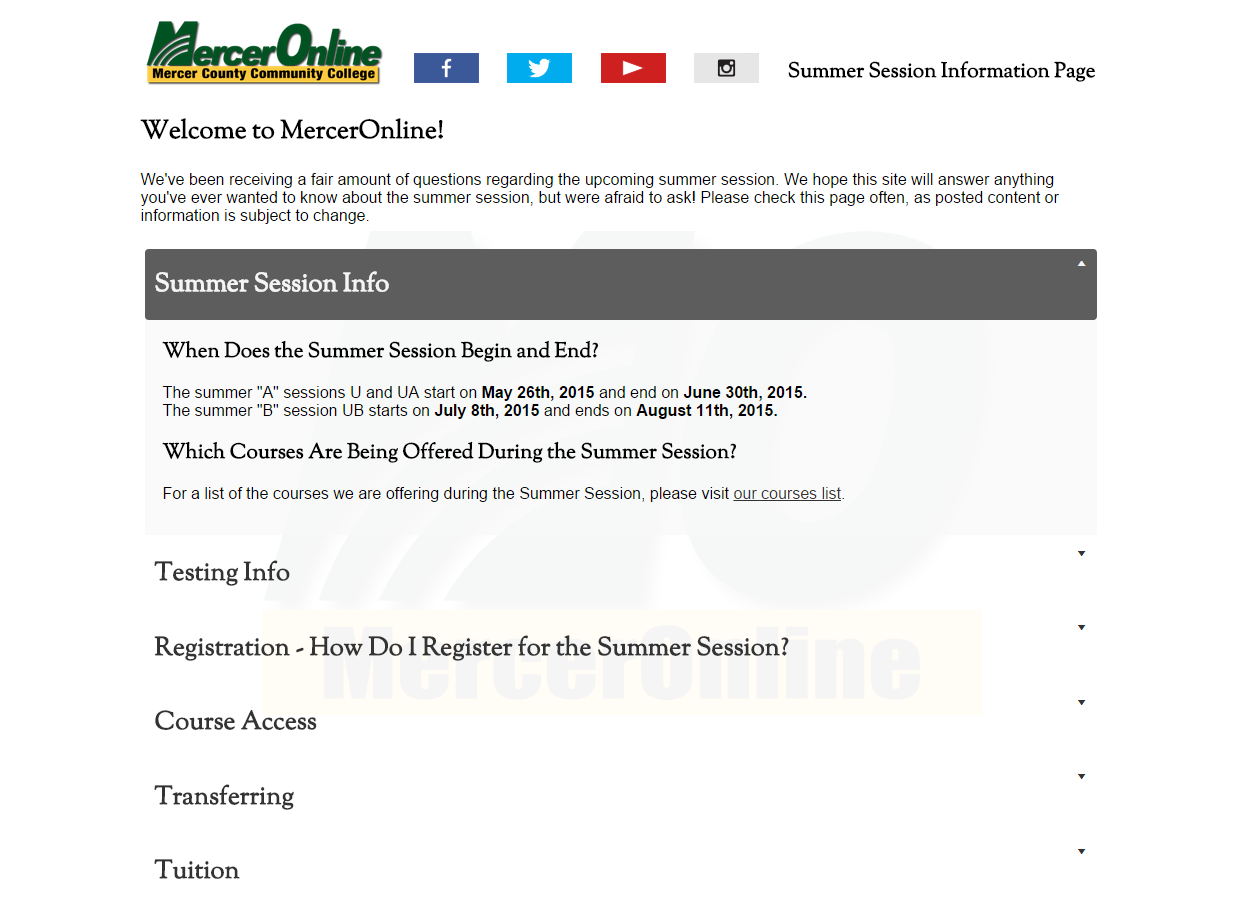 MercerOnline
Mercer County Community College
Summer Session Information Page
Welcome to MercerOnline!
We've been receiving a fair amount of questions regarding the upcoming summer session. We hope this site will answer anything
you've ever wanted to know about the summer session, but were afraid to ask! Please check this page often, as posted content or
information is subject to change.
Summer Session Info
When Does the Summer Session Begin and End?
The summer "A" sessions U and UA start on May 26th, 2015 and end on June 30th, 2015.
The summer "B" session UB starts on July 8th, 2015 and ends on August 11th, 2015.
Which Courses Are Being Offered During the Summer Session?
For a list of the courses we are offering during the Summer Session, please visit our courses list.
Testing Info
Registration - How Do I Register for the Summer Session?
MercerOnline
Course Access
Transferring
Tuition